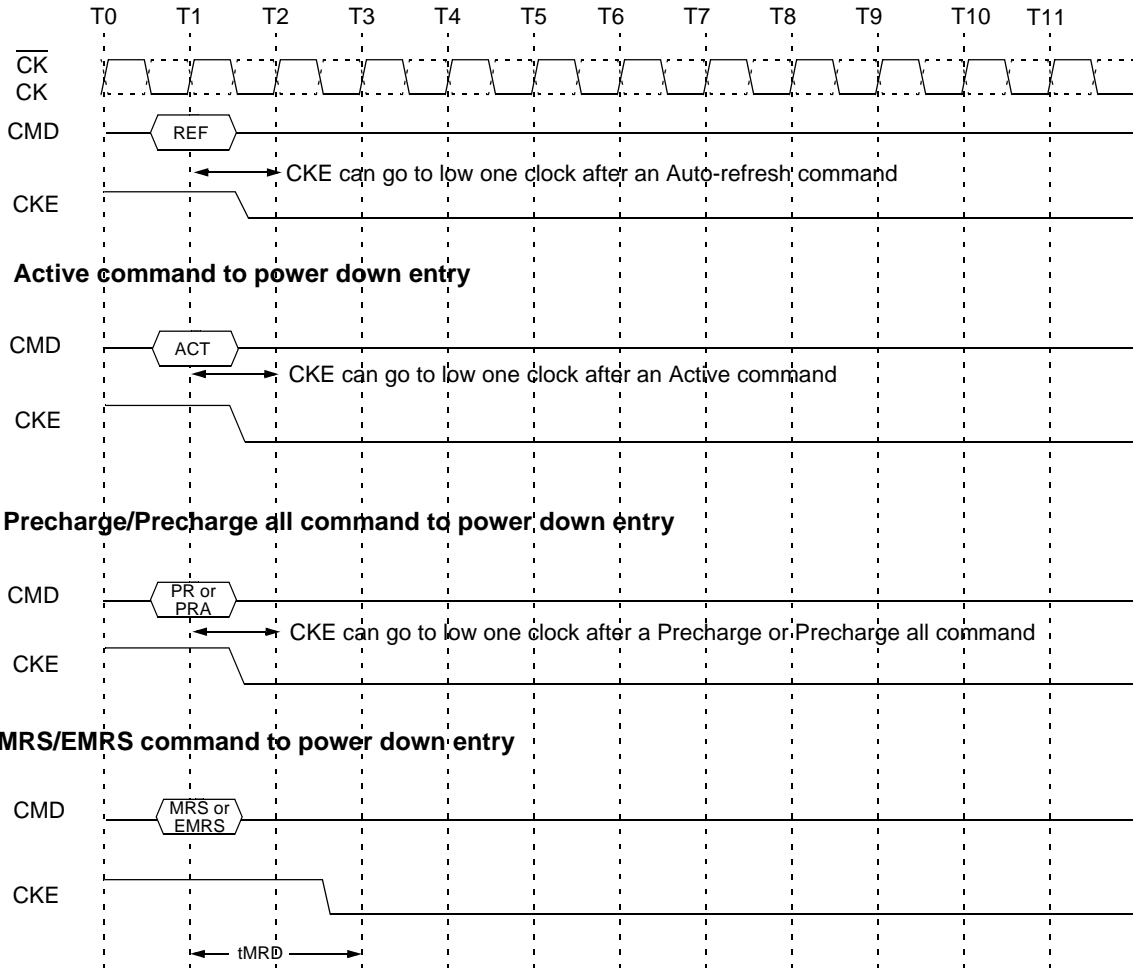 T0 T1 T2 T3 T4 T5 T6 T7 T8 T9 T10 T11
CK
CK
CMD
REF
CKE can go to low one clock after an Auto-refresh command
CKE
Active command to power down entry
CMD
ACT
CKE can go to low one clock after an Active command
CKE
Precharge/Precharge all command to power down entry
CMD
PR or
PRA
CKE can go to low one clock after a Precharge or Precharge all command
CKE
MRS/EMRS command to power down entry
CMD
MRS or
EMRS
CKE
tMRD